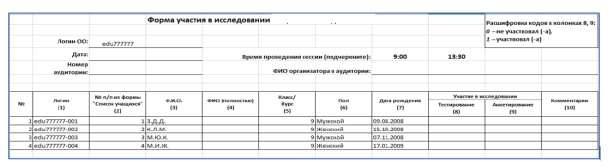 Форма участия в исследовании
Расшифровка кодов к колонкам 8, 9:
0 – не участвовал (-а),
1 – участвовал (-а)
Логин ОО: edu777777
Дата:
Время проведения сессии (подчеркните): 9:00 13:30
Номер аудитории:
ФИО организатора в аудитории:
№ Логин (1) № п/п из формы "Список учащихся" (2) Ф.И.О. (3) ФИО (полностью) (4) Класс/Курс (5) Пол (6) Дата рождения (7) Участие в исследовании Тестирование (8) Анкетирование (9) Комментарии (10)
1 edu777777-001 1 З.Д.Д. 9 Мужской 09.08.2008
2 edu777777-002 2 К.Л.М. 9 Женский 15.10.2008
3 edu777777-003 3 М.Ю.К. 9 Мужской 07.11.2008
4 edu777777-004 4 М.И.Ж. 9 Женский 17.01.2009